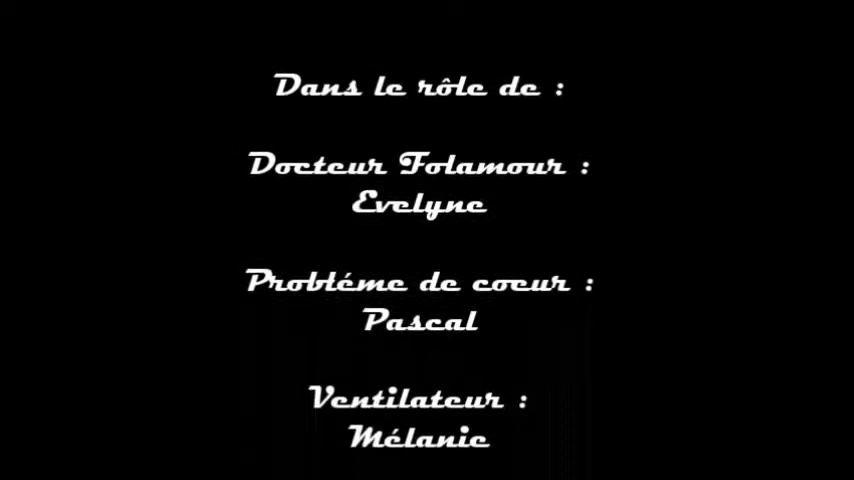 Dans le rôle de :
Docteur Folamour :
Evelyne
Probléme de coeur :
Pascal
Ventilateur :
Mélanie